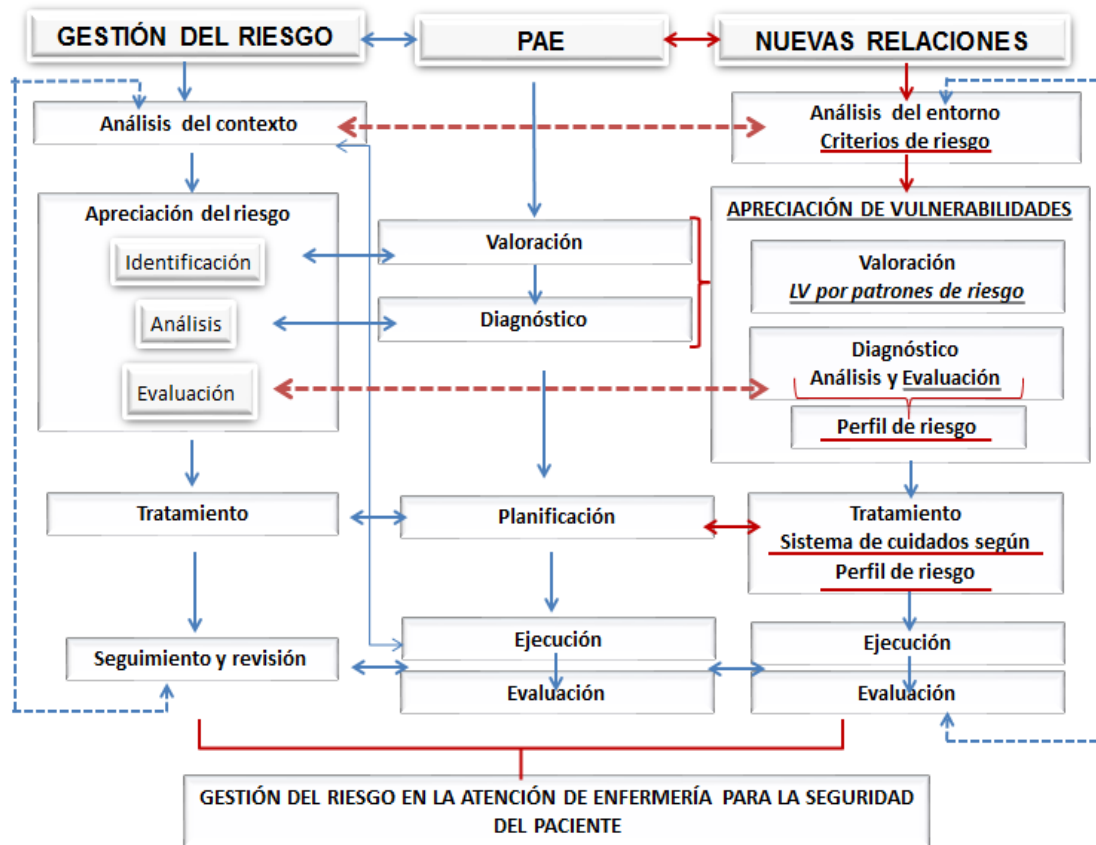 GESTIÓN DEL RIESGO
PAE
NUEVAS RELACIONES
Análisis del contexto
Análisis del entorno
Criterios de riesgo
Apreciación del riesgo
Identificación
Análisis
Evaluación
Valoración
Diagnóstico
APRECIACIÓN DE VULNERABILIDADES
Valoración
LV por patrones de riesgo
Diagnóstico
Análisis y Evaluación
Perfil de riesgo
Tratamiento
Planificación
Tratamiento
Sistema de cuidados según
Perfil de riesgo
Seguimiento y revisión
Ejecución
Evaluación
Ejecución
Evaluación
GESTIÓN DEL RIESGO EN LA ATENCIÓN DE ENFERMERÍA PARA LA SEGURIDAD
DEL PACIENTE